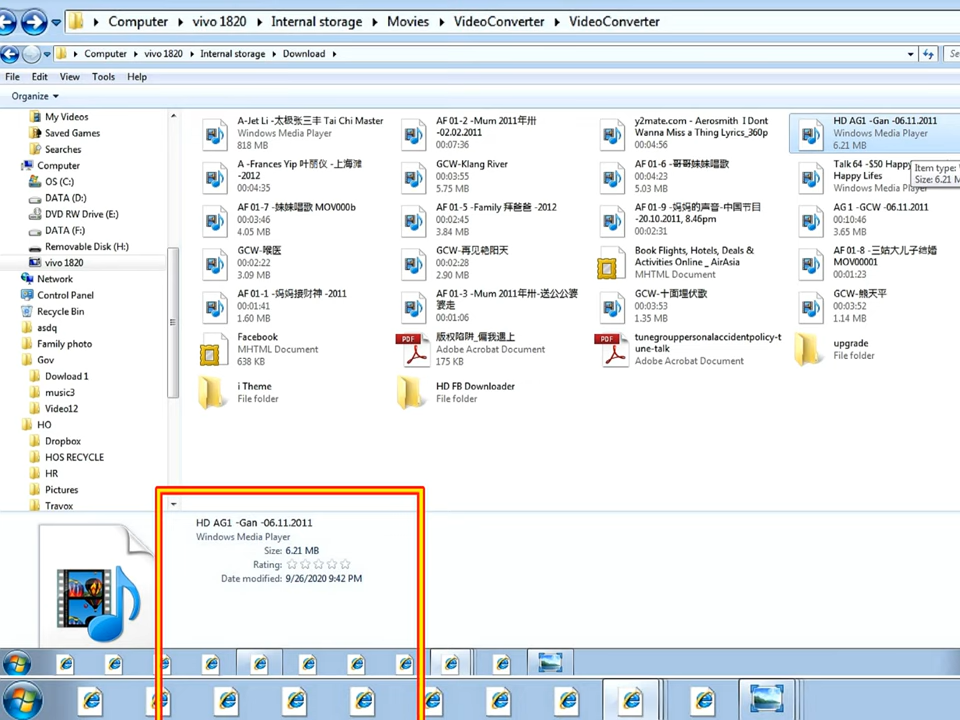 Computer ▸ vivo 1820 ▸ Internal storage ▸ Movies ▸ VideoConverter ▸ VideoConverter
Computer ▸ vivo 1820 ▸ Internal storage ▸ Download ▸
Se
File Edit View Tools Help
Organize
My Videos
Saved Games
Searches
Computer
OS (C:)
DATA (D:)
DVD RW Drive (E:)
DATA (F:)
Removable Disk (H:)
vivo 1820
Network
Control Panel
Recycle Bin
asdq
Family photo
Gov
Dowload 1
music3
Video12
HO
Dropbox
HOS RECYCLE
HR
Pictures
Travox
A-Jet Li -太极张三丰 Tai Chi Master
Windows Media Player
818 MB
AF 01-2 -Mum 2011年卅
-02.02.2011
00:07:36
y2mate.com - Aerosmith I Dont
Wanna Miss a Thing Lyrics_360p
00:04:56
HD AG1 -Gan -06.11.2011
Windows Media Player
6.21 MB
A -Frances Yip 叶丽仪 -上海滩
-2012
00:04:35
GCW-Klang River
00:03:55
5.75 MB
AF 01-6 -哥哥妹妹唱歌
00:04:23
5.03 MB
Talk 64 -$50 Happy
Happy Lifes
Windows Media Player
Item type:
Size: 6.21 M
AF 01-7 -妹妹唱歌 MOV000b
00:03:46
4.05 MB
AF 01-5 -Family 拜爸爸 -2012
00:02:45
3.84 MB
AF 01-9 -妈妈的声音-中国节目
-20.10.2011, 8.46pm
00:02:31
AG 1 -GCW -06.11.2011
00:10:46
3.65 MB
GCW-喉医
00:02:22
3.09 MB
GCW-再见艳阳天
00:02:28
2.90 MB
Book Flights, Hotels, Deals &
Activities Online _ AirAsia
MHTML Document
AF 01-8 -三姑大儿子结婚
MOV00001
00:01:23
AF 01-1 -妈妈接财神 -2011
00:01:41
1.60 MB
AF 01-3 -Mum 2011年卅-送公公婆
婆走
00:01:06
GCW-十面埋伏歌
00:03:53
1.35 MB
GCW-熊天平
00:03:52
1.14 MB
Facebook
MHTML Document
638 KB
PDF
版权陷阱_偏我遇上
Adobe Acrobat Document
175 KB
PDF
tunegrouppersonalaccidentpolicy-t
une-talk
Adobe Acrobat Document
upgrade
File folder
i Theme
File folder
HD FB Downloader
File folder
HD AG1 -Gan -06.11.2011
Windows Media Player
Size: 6.21 MB
Rating:
Date modified: 9/26/2020 9:42 PM